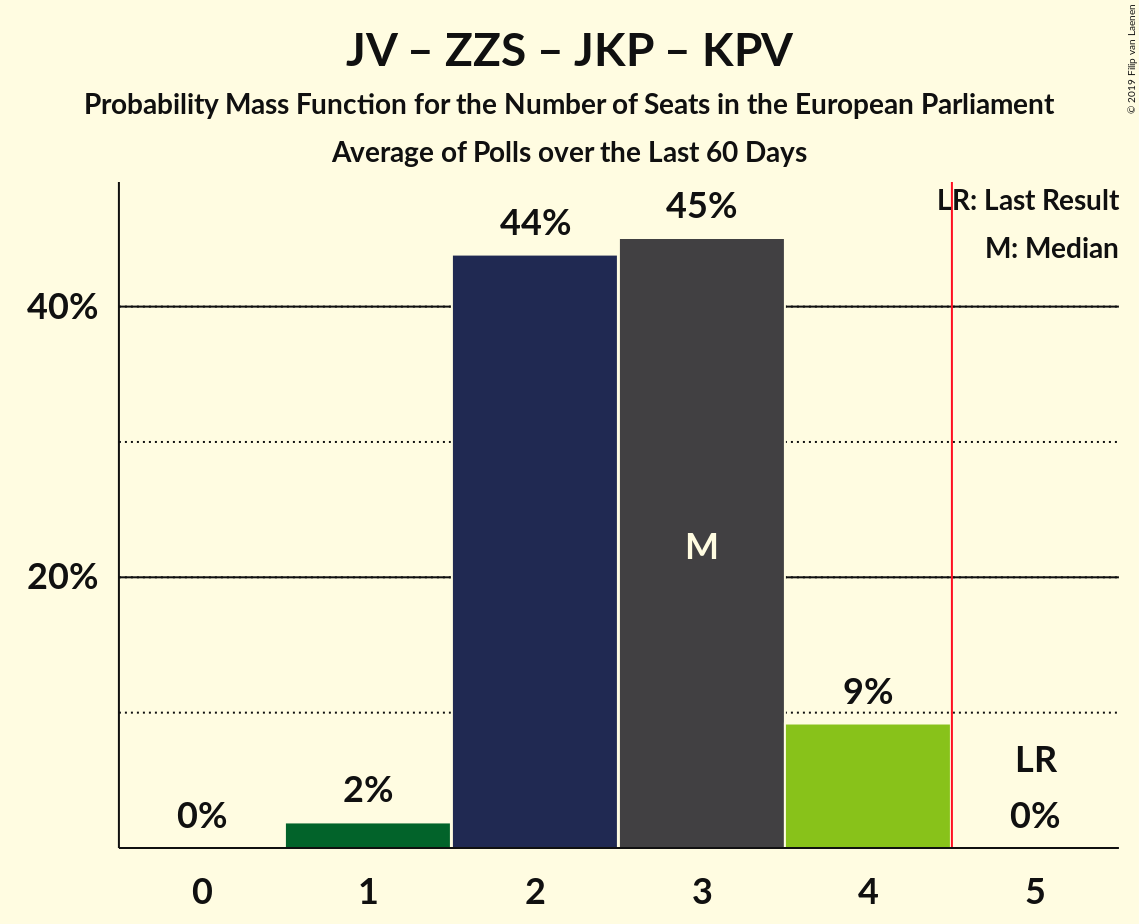 JV – ZZS – JKP – KPV
Probability Mass Function for the Number of Seats in the European Parliament
Average of Polls over the Last 60 Days
© 2019 Filip van Laenen
LR: Last Result
M: Median
40%
20%
0%
2%
44%
45%
M
9%
LR
0%
0 1 2 3 4 5